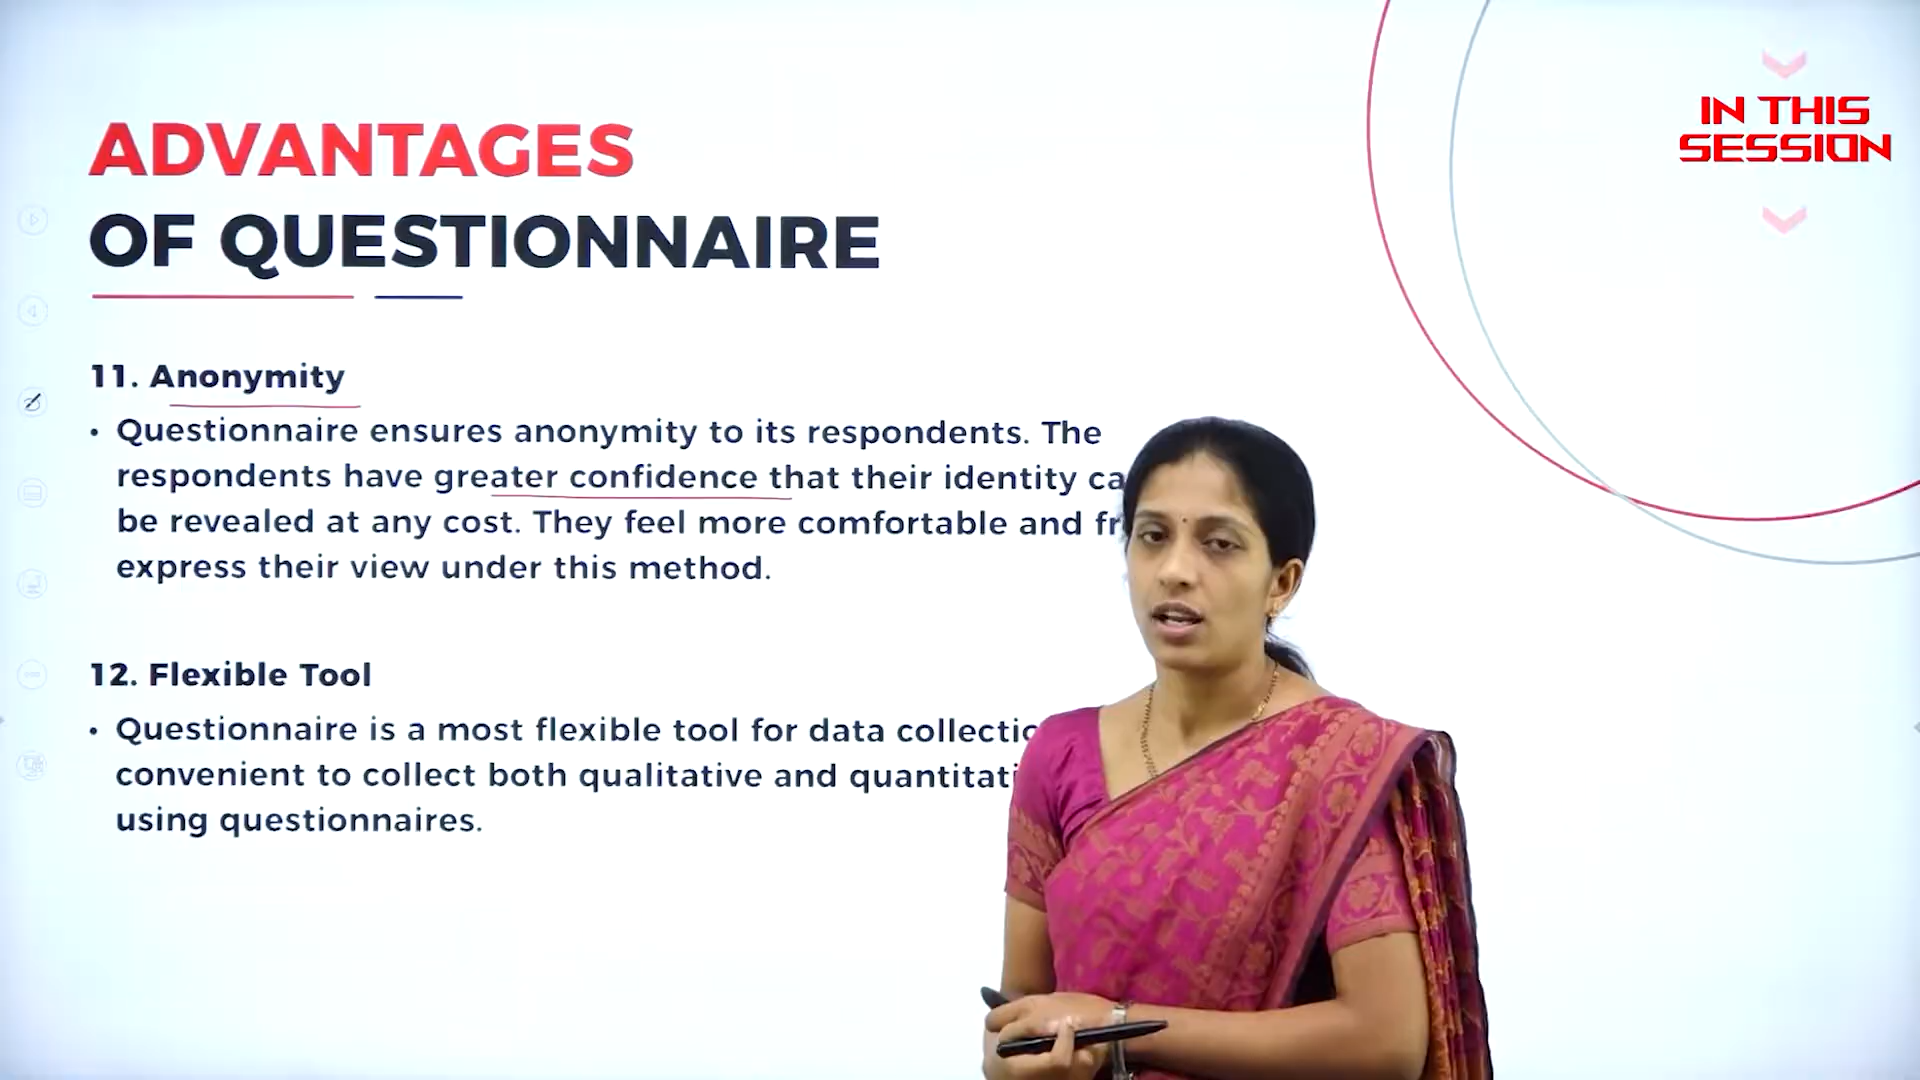 IN THIS
SESSION
ADVANTAGES
OF QUESTIONNAIRE
11. Anonymity
• Questionnaire ensures anonymity to its respondents. The
respondents have greater confidence that their identity
be revealed at any cost. They feel more comfortable and
express their view under this method.
12. Flexible Tool
• Questionnaire is a most flexible tool for data
convenient to collect both qualitative and
using questionnaires.